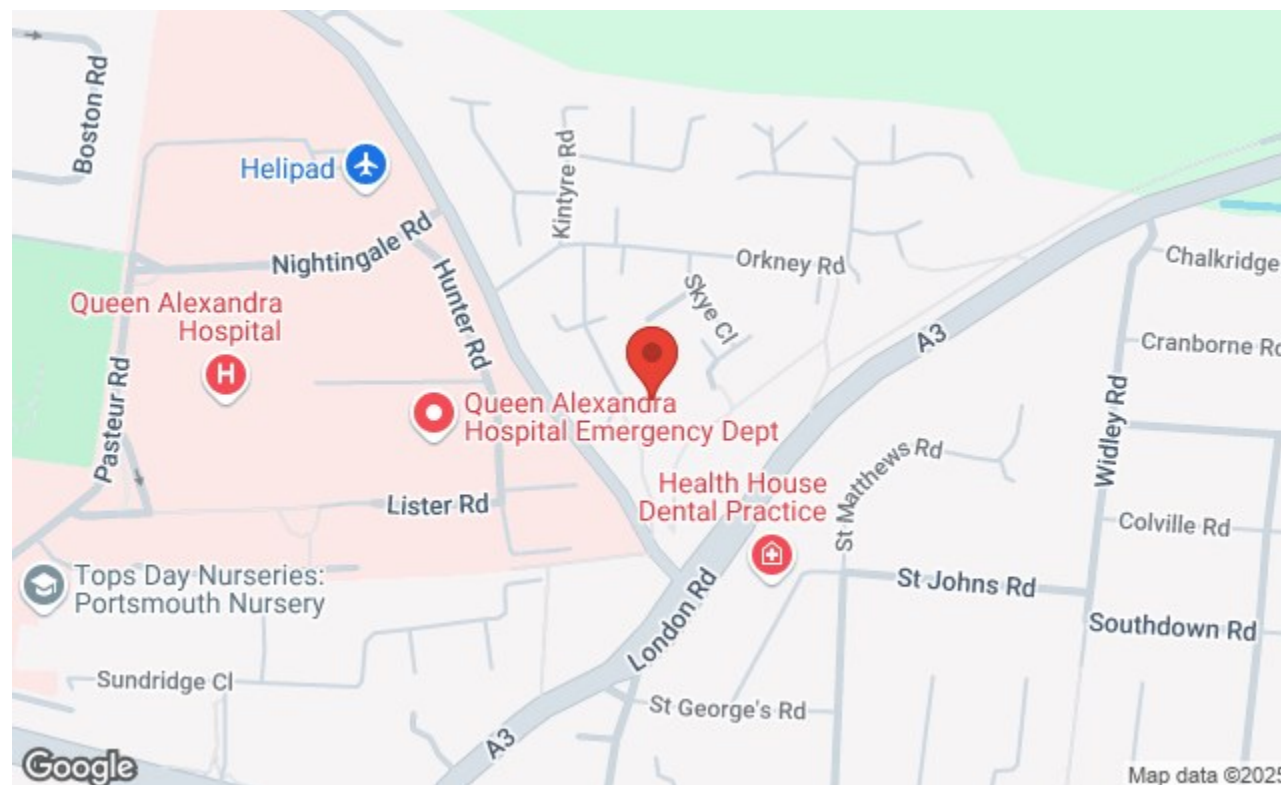 Boston Rd
Helipad
Kintyre Rd
Nightingale Rd
Orkney Rd
Chalkridge
Hunter Rd
Skye Cl
Queen Alexandra
Hospital
H
A3
Cranborne Rd
Pasteur Rd
Queen Alexandra
Hospital Emergency Dept
Widley Rd
St Matthews Rd
Health House
Dental Practice
Lister Rd
Colville Rd
Tops Day Nurseries:
Portsmouth Nursery
St Johns Rd
London Rd
Southdown Rd
Sundridge Cl
St George's Rd
A3
Google
Map data ©2025